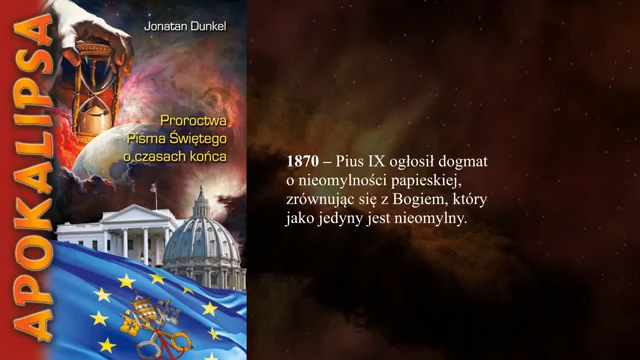 Jonatan Dunkel
APOKALIPSA
Proroctwa
Pisma Świętego
o czasach końca
1870 – Pius IX ogłosił dogmat
o nieomylności papieskiej,
zrównując się z Bogiem, który
jako jedyny jest nieomylny.